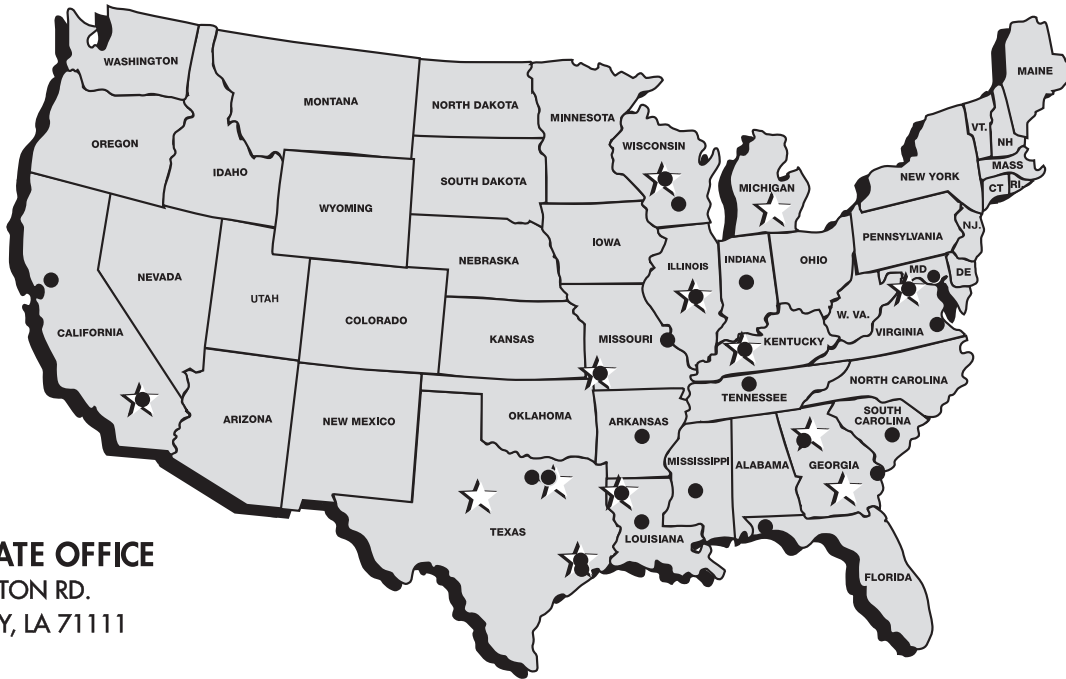 WASHINGTON
MAINE
MONTANA
NORTH DAKOTA
MINNESOTA
VT.
NH
OREGON
WISCONSIN
MASS
IDAHO
NEW YORK
CT
RI.
SOUTH DAKOTA
MICHIGAN
WYOMING
NJ.
PENNSYLVANIA
IOWA
NEBRASKA
ILLINOIS
INDIANA
OHIO
MD
DE
NEVADA
UTAH
COLORADO
W. VA.
CALIFORNIA
KANSAS
MISSOURI
KENTUCKY
VIRGINIA
NORTH CAROLINA
TENNESSEE
ARIZONA
NEW MEXICO
OKLAHOMA
ARKANSAS
SOUTH
CAROLINA
MISSISSIPPI
ALABAMA
GEORGIA
TEXAS
LOUISIANA
FLORIDA
ATE OFFICE
TON RD.
Y, LA 71111